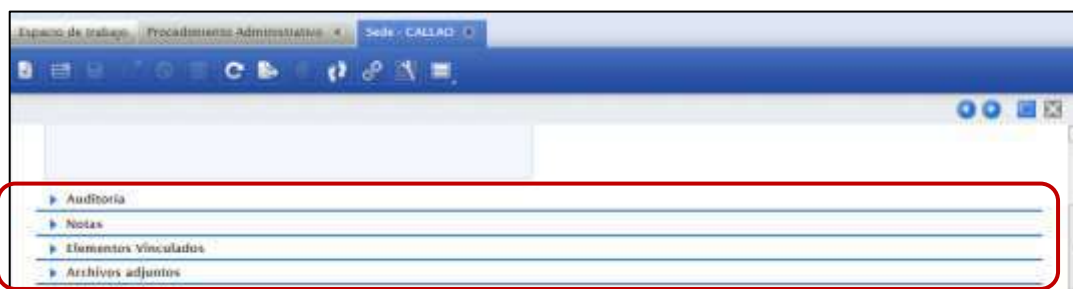 Espacio de trabajo Procedimiento Administrativo Sede - CALLAO
Auditoria
Notas
Elementos Vinculados
Archivos adjuntos